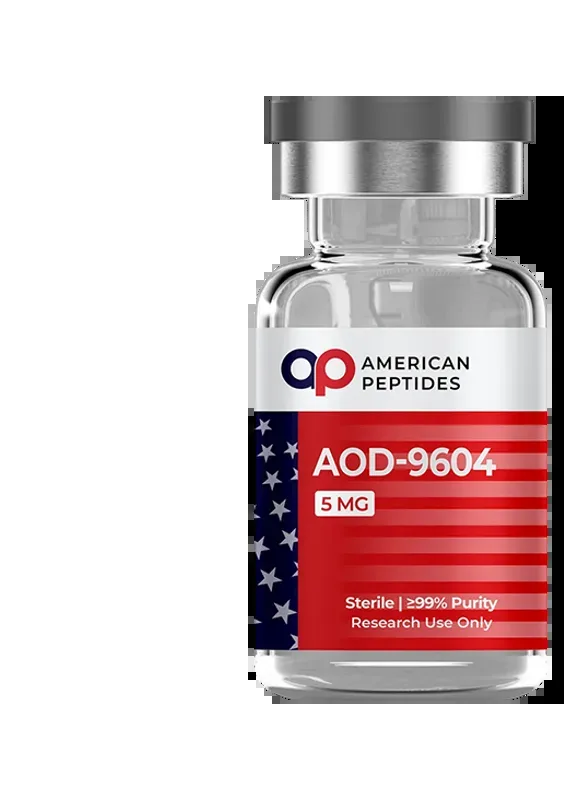 ap AMERICAN
PEPTIDES
AOD-9604
5 MG
Sterile | ≥99% Purity
Research Use Only